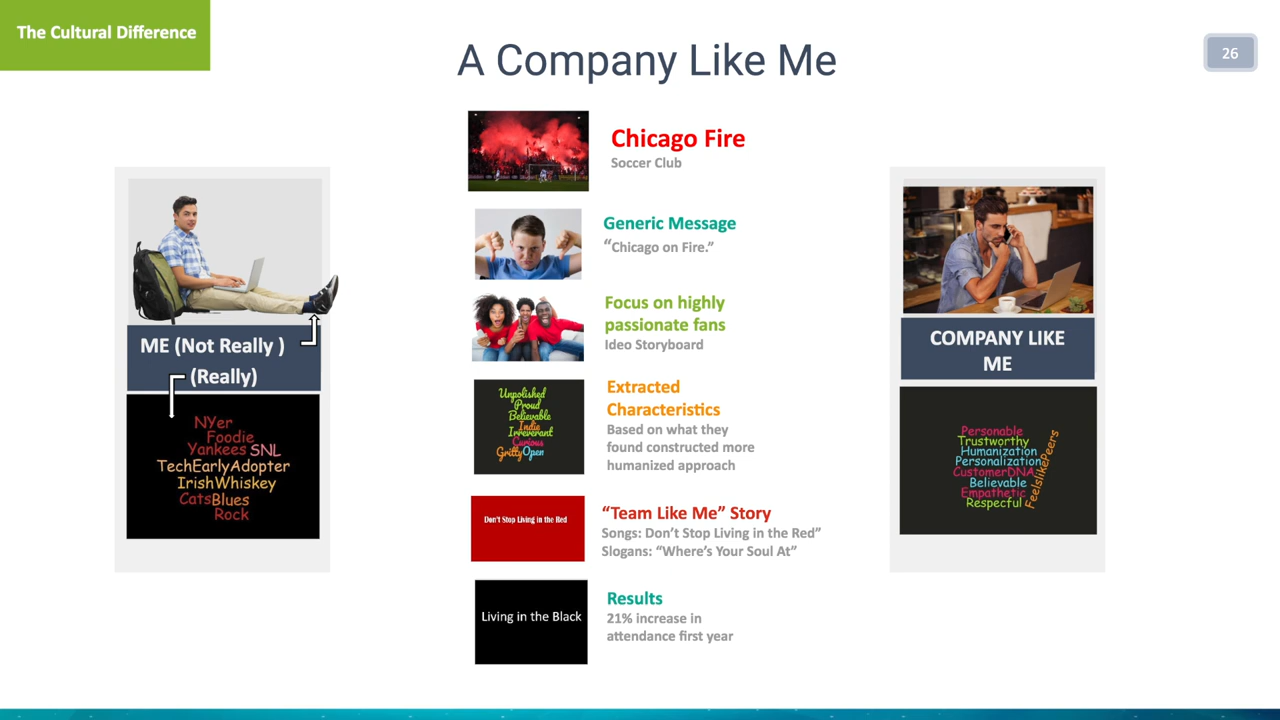 The Cultural Difference
A Company Like Me
26
ME (Not Really )
(Really)
NYer
Foodie
Yankees SNL
TechEarlyAdopter
IrishWhiskey
CatsBlues
Rock
Chicago Fire
Soccer Club
Generic Message
“Chicago on Fire.”
Focus on highly
passionate fans
Ideo Storyboard
Unpolished
Proud
Believable
Indie
Irreverant
Curious
GrittyOpen
Extracted
Characteristics
Based on what they
found constructed more
humanized approach
Don't Stop Living in the Red
“Team Like Me” Story
Songs: Don’t Stop Living in the Red”
Slogans: “Where’s Your Soul At”
Living in the Black
Results
21% increase in
attendance first year
COMPANY LIKE
ME
Personable
Trustworthy
Humanization
Personalization
CustomerDNA
Believable
Empathetic
Respectful
FeelslikePeers